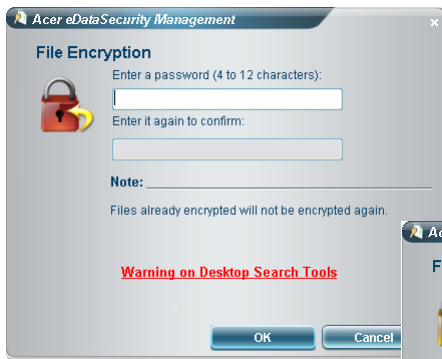 Acer eDataSecurity Management
File Encryption
Enter a password (4 to 12 characters):
Enter it again to confirm:
Note:
Files already encrypted will not be encrypted again.
Warning on Desktop Search Tools
OK
Cancel